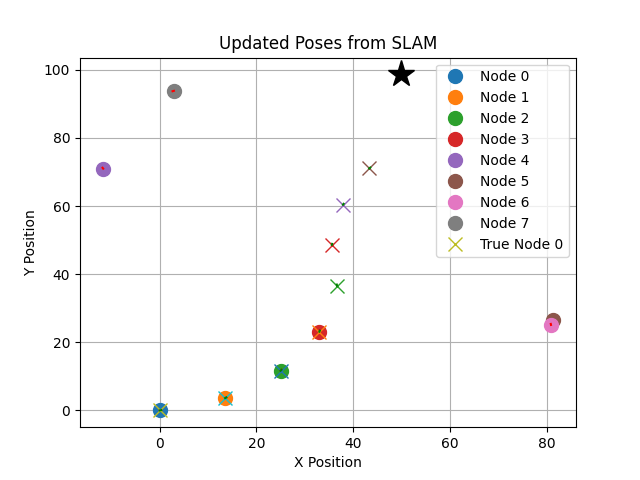 Updated Poses from SLAM
Y Position
100
80
60
40
20
0
0
20
40
60
80
X Position
Node 0
Node 1
Node 2
Node 3
Node 4
Node 5
Node 6
Node 7
True Node 0